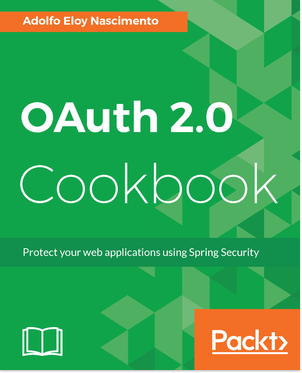 Adolfo Eloy Nascimento
OAuth 2.0
Cookbook
Protect your web applications using Spring Security
Packt>